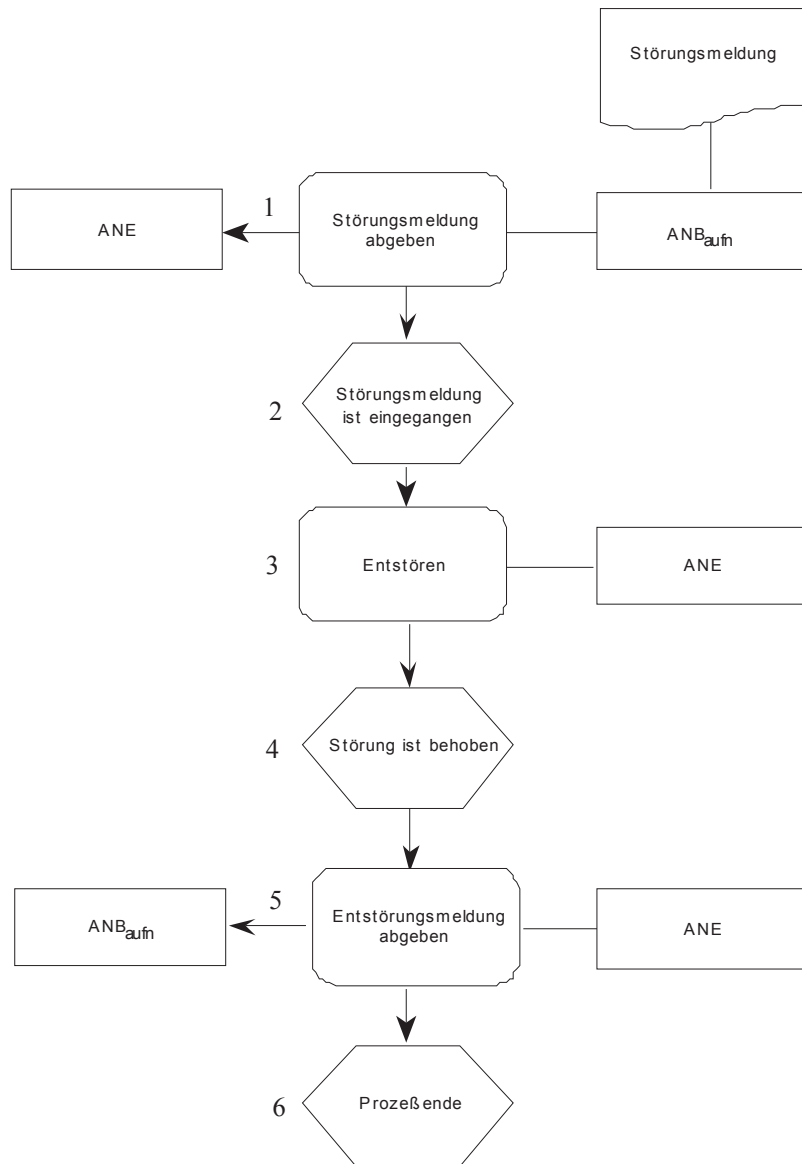 Störungsmeldung
ANE
1
Störungsmeldung
abgeben
ANBaufn
2
Störungsmeldung
ist eingegangen
3
Entstören
ANE
4
Störung ist behoben
ANBaufn
5
Entstörungsmeldung
abgeben
ANE
6
Prozeßende